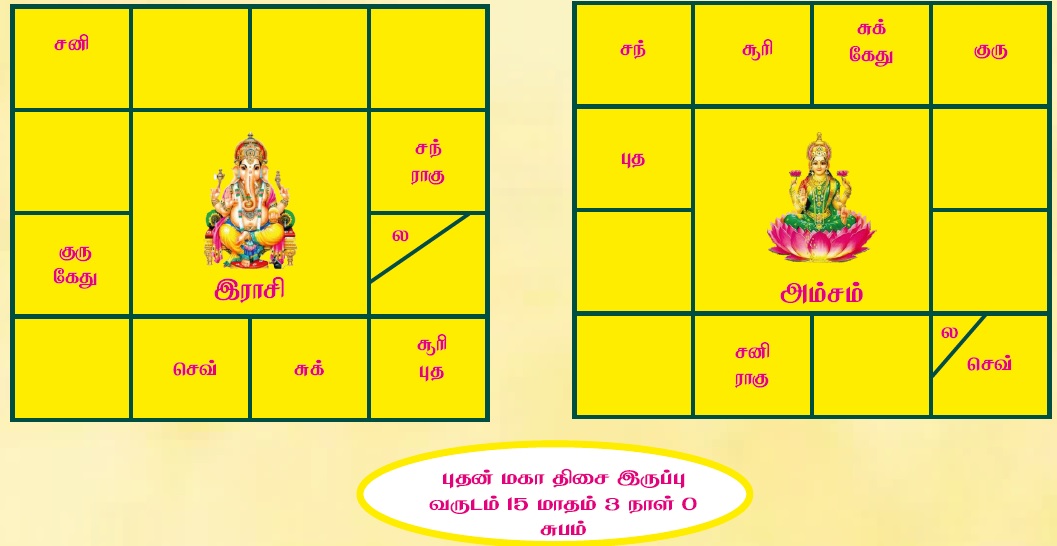 சனி
சந்
ராகு
குரு
கேது
ல
இராசி
செவ்
சுக்
சூரி
புத
சந்
சூரி
சுக்
கேது
குரு
புத
அம்சம்
சனி
ராகு
ல
செவ்
புதன் மகா திசை இருப்பு
வருடம் 15 மாதம் 3 நாள் 0
சுபம்